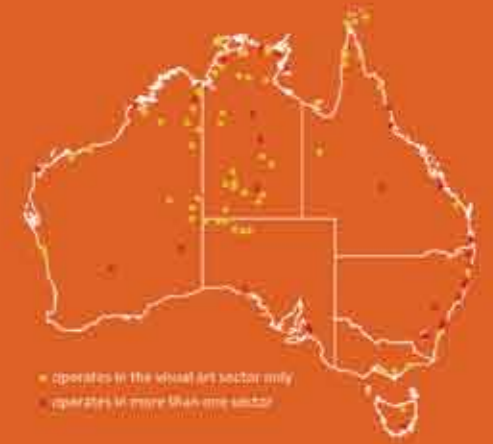 operates in the visual art sector only
operates in more than one sector